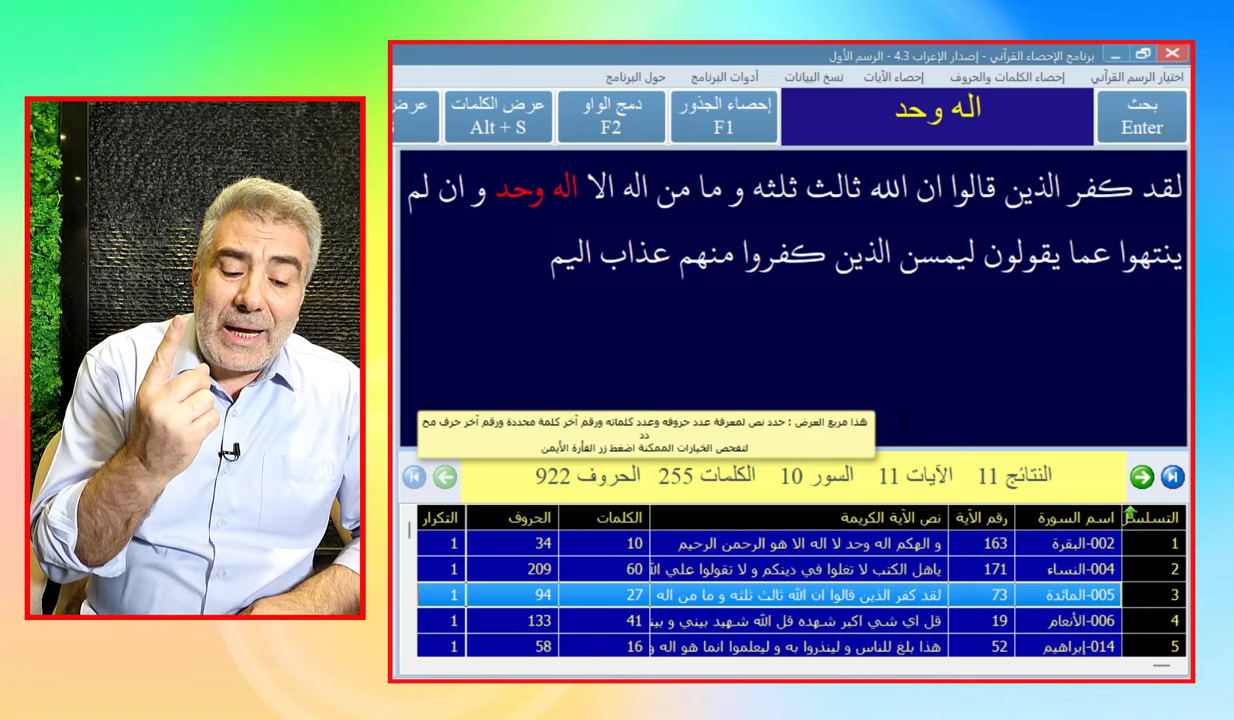 برنامج الإحصاء القرآني - إصدار الإعراب 4.3 - الرسم الأول
اختيار الرسم القرآني إحصاء الكلمات والحروف إحصاء الآيات نسخ البيانات أدوات البرنامج حول البرنامج
بحث
Enter
اله وحد
إحصاء الجذور
F1
دمج الواو
F2
عرض الكلمات
Alt + S
عرض
لقد كفر الذين قالوا ان الله ثالث ثلثه و ما من اله الا اله وحد و ان لم
ينتهوا عما يقولون ليمسن الذين كفروا منهم عذاب اليم
هذا مربع العرض : حدد نص لمعرفة عدد حروفه وعدد كلماته ورقم آخر كلمة محددة ورقم آخر حرف مح
دد
لتفحص الخيارات الممكنة اضغط زر الفأرة الأيمن
النتائج 11 الآيات 11 السور 10 الكلمات 255 الحروف 922
التسلسل اسم السورة رقم الآية نص الآية الكريمة الكلمات الحروف التكرار
1 002-البقرة 163 و الهكم اله وحد لا اله الا هو الرحمن الرحيم 10 34 1
2 004-النساء 171 ياهل الكتب لا تغلوا في دينكم و لا تقولوا علي 60 209 1
3 005-المائدة 73 لقد كفر الذين قالوا ان الله ثالث ثلثه و ما من اله 27 94 1
4 006-الأنعام 19 قل اي شي اكبر شهده قل الله شهيد بيني و 41 133 1
5 014-إبراهيم 52 هذا بلغ للناس و لينذروا به و ليعلموا انما هو اله و 16 58 1